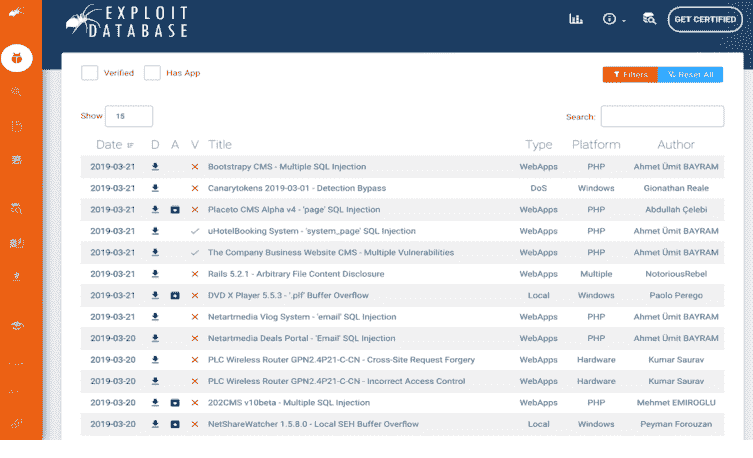 EXPLOIT
DATABASE
GET CERTIFIED
Verified Has App
Filters Reset All
Show 15 Search:
Date D A V Title Type Platform Author
2019-03-21 Bootstrapy CMS - Multiple SQL Injection WebApps PHP Ahmet Ümit BAYRAM
2019-03-21 Canarytokens 2019-03-01 - Detection Bypass DoS Windows Gionathan Reale
2019-03-21 Placeto CMS Alpha v4 - 'page' SQL Injection WebApps PHP Abdullah Çelebi
2019-03-21 uHotelBooking System - 'system_page' SQL Injection WebApps PHP Ahmet Ümit BAYRAM
2019-03-21 The Company Business Website CMS - Multiple Vulnerabilities WebApps PHP Ahmet Ümit BAYRAM
2019-03-21 Rails 5.2.1 - Arbitrary File Content Disclosure WebApps Multiple NotoriousRebel
2019-03-21 DVD X Player 5.5.3 - '.plf' Buffer Overflow Local Windows Paolo Perego
2019-03-20 Netartmedia Vlog System - 'email' SQL Injection WebApps PHP Ahmet Ümit BAYRAM
2019-03-20 Netartmedia Deals Portal - 'Email' SQL Injection WebApps PHP Ahmet Ümit BAYRAM
2019-03-20 PLC Wireless Router GPN2.4P21-C-CN - Cross-Site Request Forgery WebApps Hardware Kumar Saurav
2019-03-20 PLC Wireless Router GPN2.4P21-C-CN - Incorrect Access Control WebApps Hardware Kumar Saurav
2019-03-20 202CMS v10beta - Multiple SQL Injection WebApps PHP Mehmet EMIROGLU
2019-03-20 NetShareWatcher 1.5.8.0 - Local SEH Buffer Overflow Local Windows Peyman Forouzan